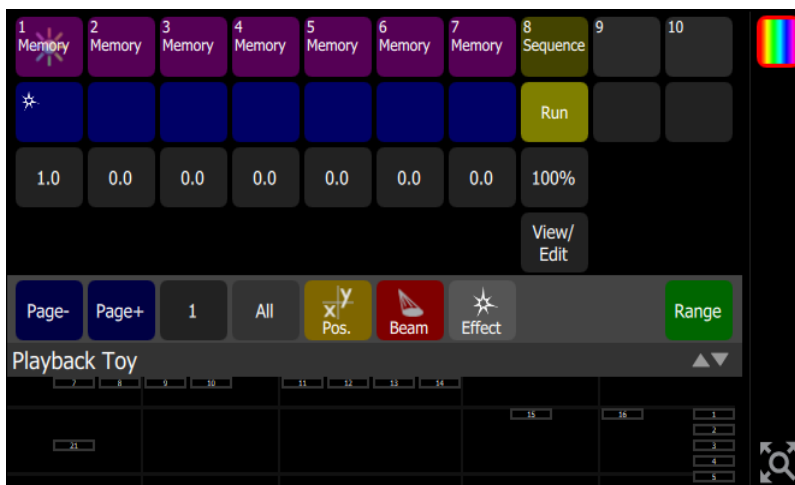 1 2 3 4 5 6 7 8 9 10
Memory Memory Memory Memory Memory Memory Memory Sequence
Run
1.0 0.0 0.0 0.0 0.0 0.0 0.0 100%
View/
Edit
Page- Page+ 1 All x y Pos. Beam Effect Range
Playback Toy
7 8 9 10 11 12 13 14
15 16 1
2
21 3
4
5